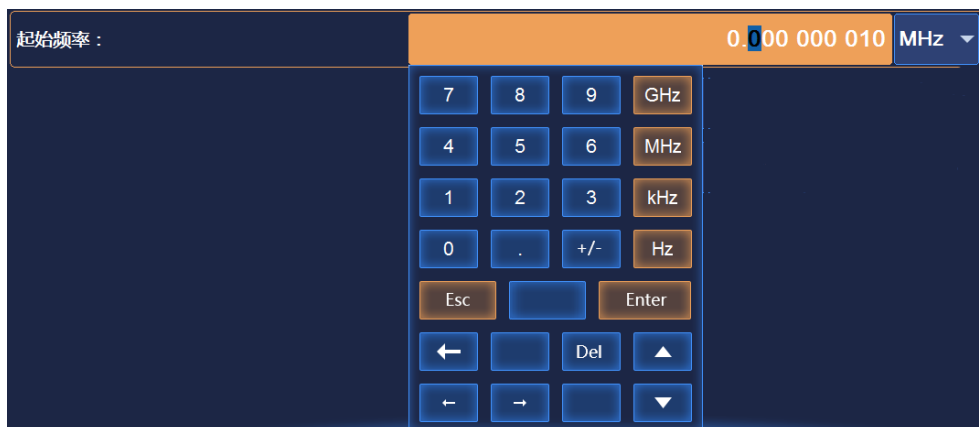 起始频率： 0.000 000 010 MHz
7 8 9 GHz
4 5 6 MHz
1 2 3 kHz
0 . +/- Hz
Esc Enter
← Del ▲
← → ▼